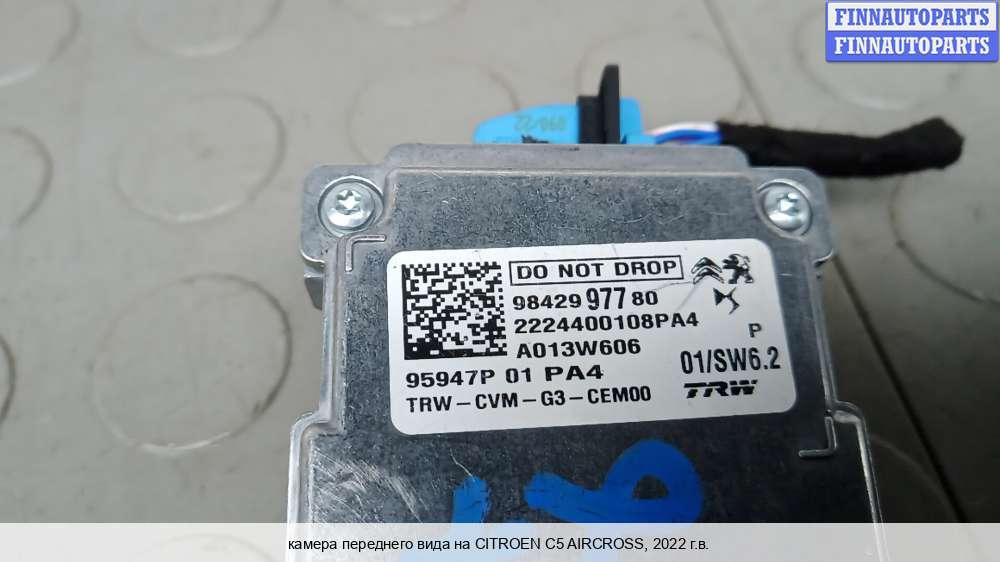 FINNAUTOPARTS
FINNAUTOPARTS
DO NOT DROP
98429 977 80
2224400108PA4
A013W606
P
95947P 01 PA4
01/SW6.2
TRW-CVM-G3-CEM00
TRW
камера переднего вида на CITROEN C5 AIRCROSS, 2022 г.в.